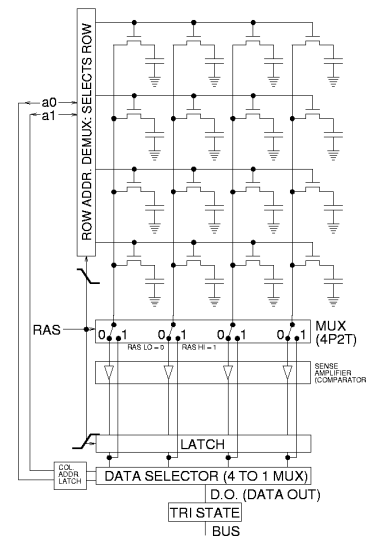 ROW ADDR. DEMUX: SELECTS ROW
a0
a1
RAS
0 1 0 1 0 1 0 1
MUX
(4P2T)
RAS LO = 0 RAS HI = 1
SENSE
AMPLIFIER
(COMPARATOR
LATCH
COL.
ADDR
LATCH
DATA SELECTOR (4 TO 1 MUX)
D.O. (DATA OUT)
TRI STATE
BUS